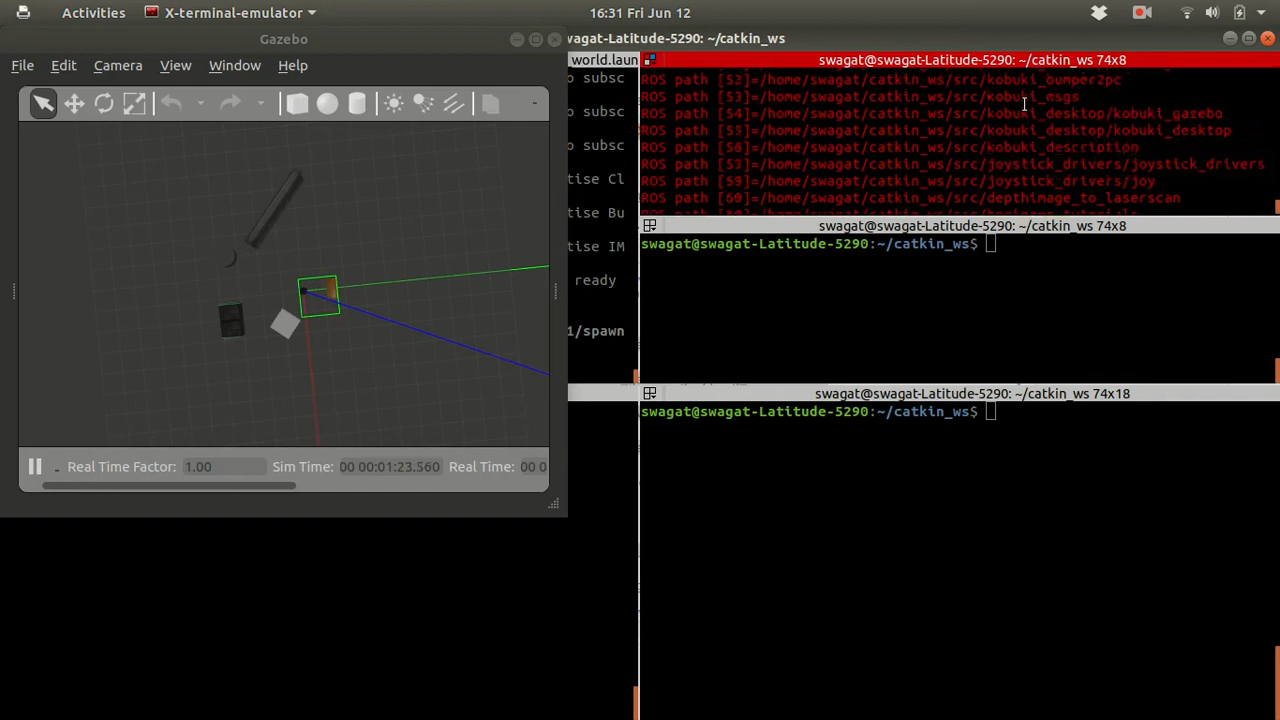 Activities X-terminal-emulator 16:31 Fri Jun 12
Gazebo
File Edit Camera View Window Help
Real Time Factor: 1.00 Sim Time: 00 00:01:23.560 Real Time: 00 0
swagat-Latitude-5290: ~/catkin_ws
world.laun
o subsc
o subsc
o subsc
tise Cl
tise Bu
tise IM
ready
1/spawn
swagat@swagat-Latitude-5290: ~/catkin_ws 74x8
ROS path [52]=/home/swagat/catkin_ws/src/kobuki_bumper2pc
ROS path [53]=/home/swagat/catkin_ws/src/kobuki_msgs
ROS path [54]=/home/swagat/catkin_ws/src/kobuki_desktop/kobuki_gazebo
ROS path [55]=/home/swagat/catkin_ws/src/kobuki_desktop/kobuki_desktop
ROS path [56]=/home/swagat/catkin_ws/src/kobuki_description
ROS path [57]=/home/swagat/catkin_ws/src/joystick_drivers/joystick_drivers
ROS path [59]=/home/swagat/catkin_ws/src/joystick_drivers/joy
ROS path [60]=/home/swagat/catkin_ws/src/depthimage_to_laserscan
swagat@swagat-Latitude-5290: ~/catkin_ws 74x8
swagat@swagat-Latitude-5290:~/catkin_ws$
swagat@swagat-Latitude-5290: ~/catkin_ws 74x18
swagat@swagat-Latitude-5290:~/catkin_ws$